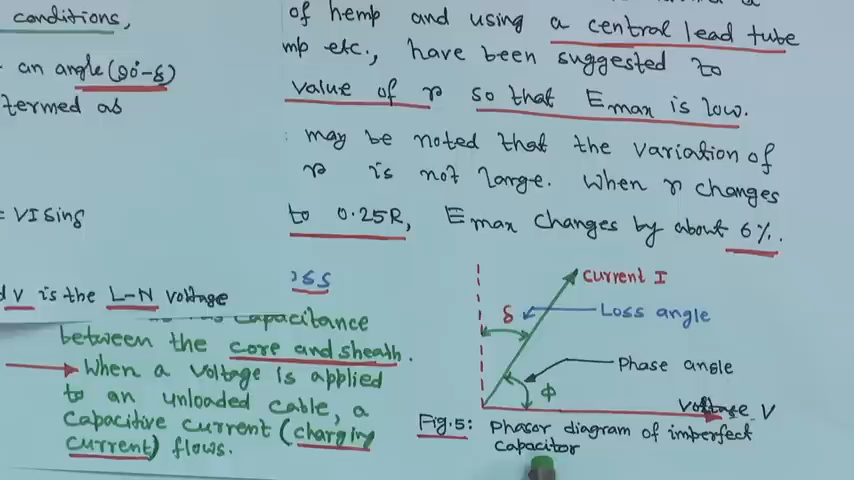 conditions,
an angle (90°-δ)
termed as
= VI sinδ
V is the L-N voltage
capacitance
between the core and sheath.
When a voltage is applied
to an unloaded cable, a
capacitive current (charging
current) flows.
of hemp and using a central lead tube
etc., have been suggested to
value of r so that Emax is low.
may be noted that the variation of
r is not large. When r changes
to 0.25R, Emax changes by about 6%.
current I
δ
Loss angle
Phase angle
φ
Voltage V
Fig.5: Phasor diagram of imperfect
capacitor